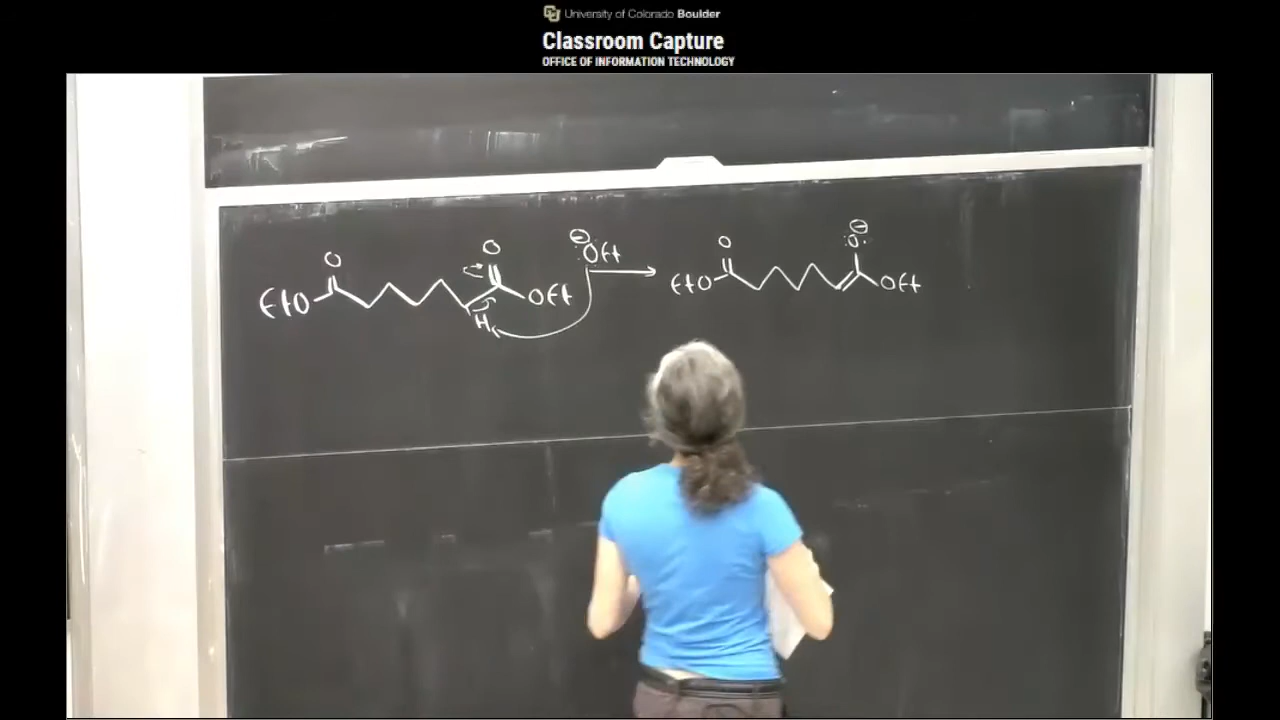 University of Colorado Boulder
Classroom Capture
OFFICE OF INFORMATION TECHNOLOGY
O O ⊖ :OEt O :O: ⊖
EtO OEt EtO OEt
H